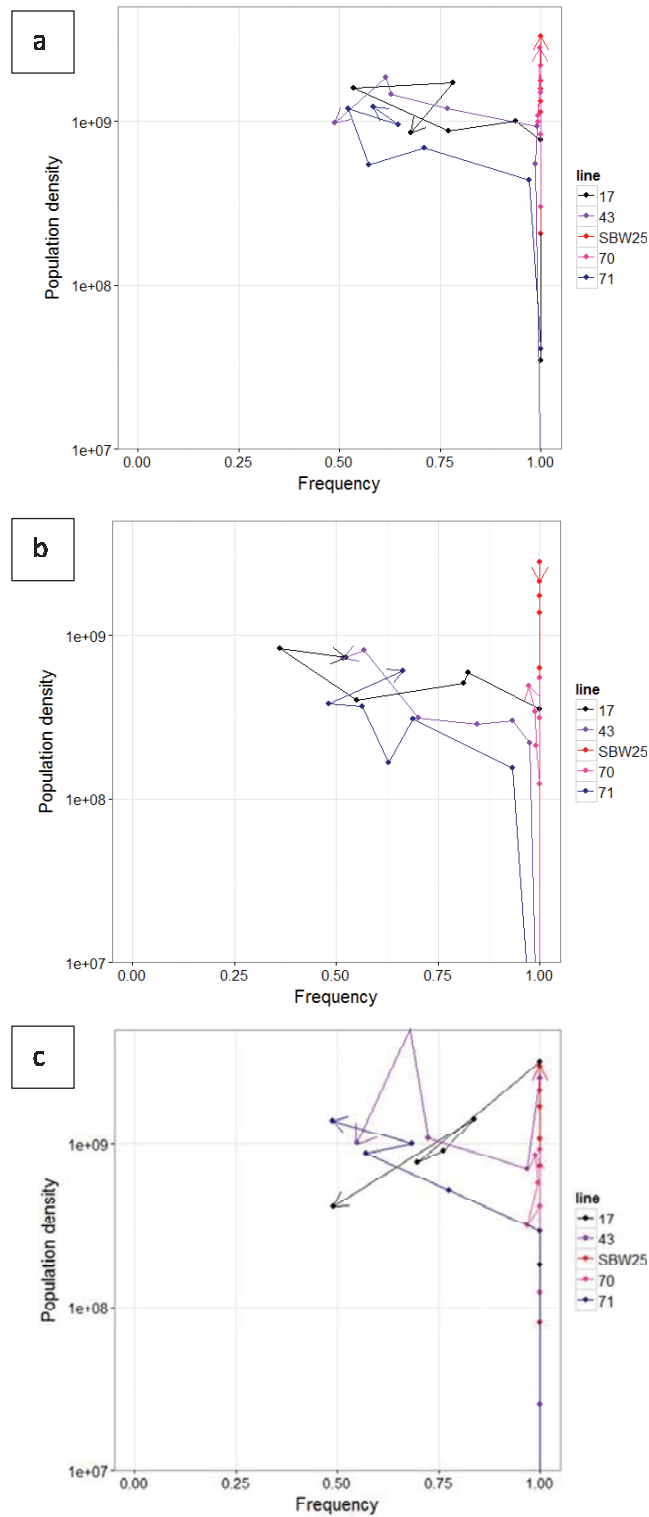 a
1e+09
1e+08
1e+07
Population density
0.00 0.25 0.50 0.75 1.00
Frequency
line
17
43
SBW25
70
71
b
1e+09
1e+08
1e+07
Population density
0.00 0.25 0.50 0.75 1.00
Frequency
line
17
43
SBW25
70
71
c
1e+09
1e+08
1e+07
Population density
0.00 0.25 0.50 0.75 1.00
Frequency
line
17
43
SBW25
70
71